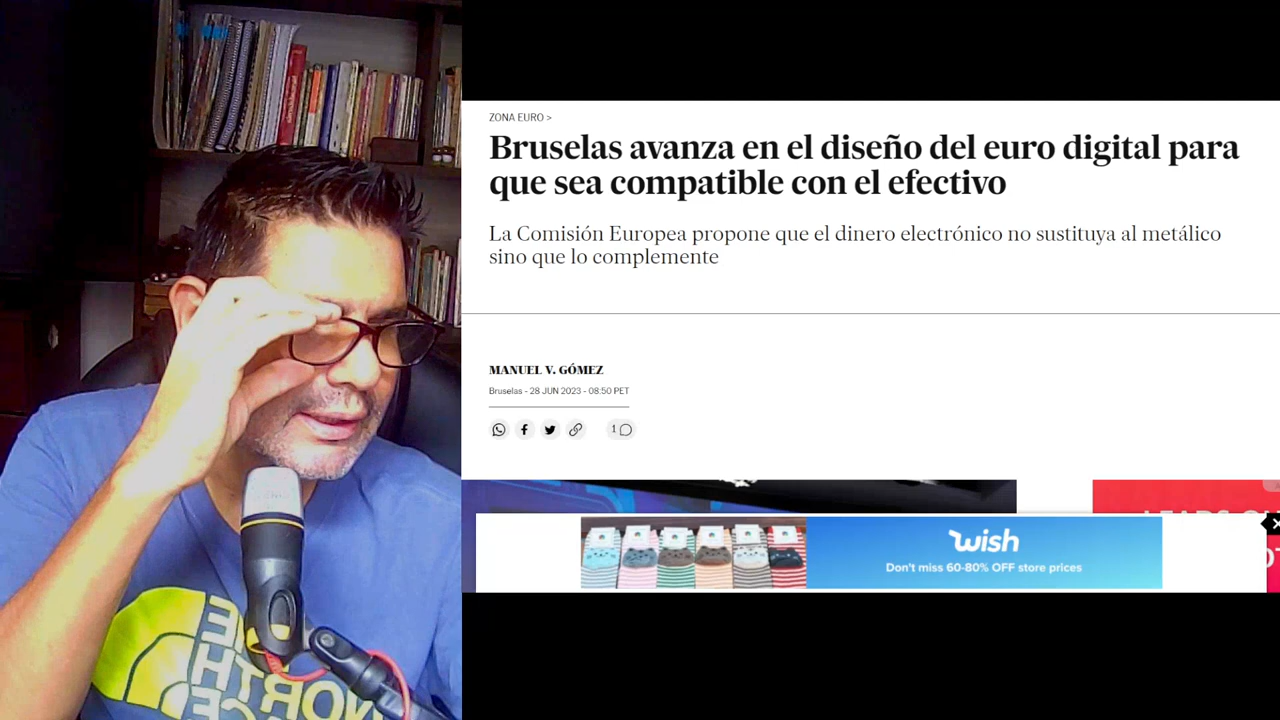 ZONA EURO >
Bruselas avanza en el diseño del euro digital para
que sea compatible con el efectivo
La Comisión Europea propone que el dinero electrónico no sustituya al metálico
sino que lo complemente
MANUEL V. GÓMEZ
Bruselas - 28 JUN 2023 - 08:50 PET
1
wish
Don't miss 60-80% OFF store prices
THE
NORTH